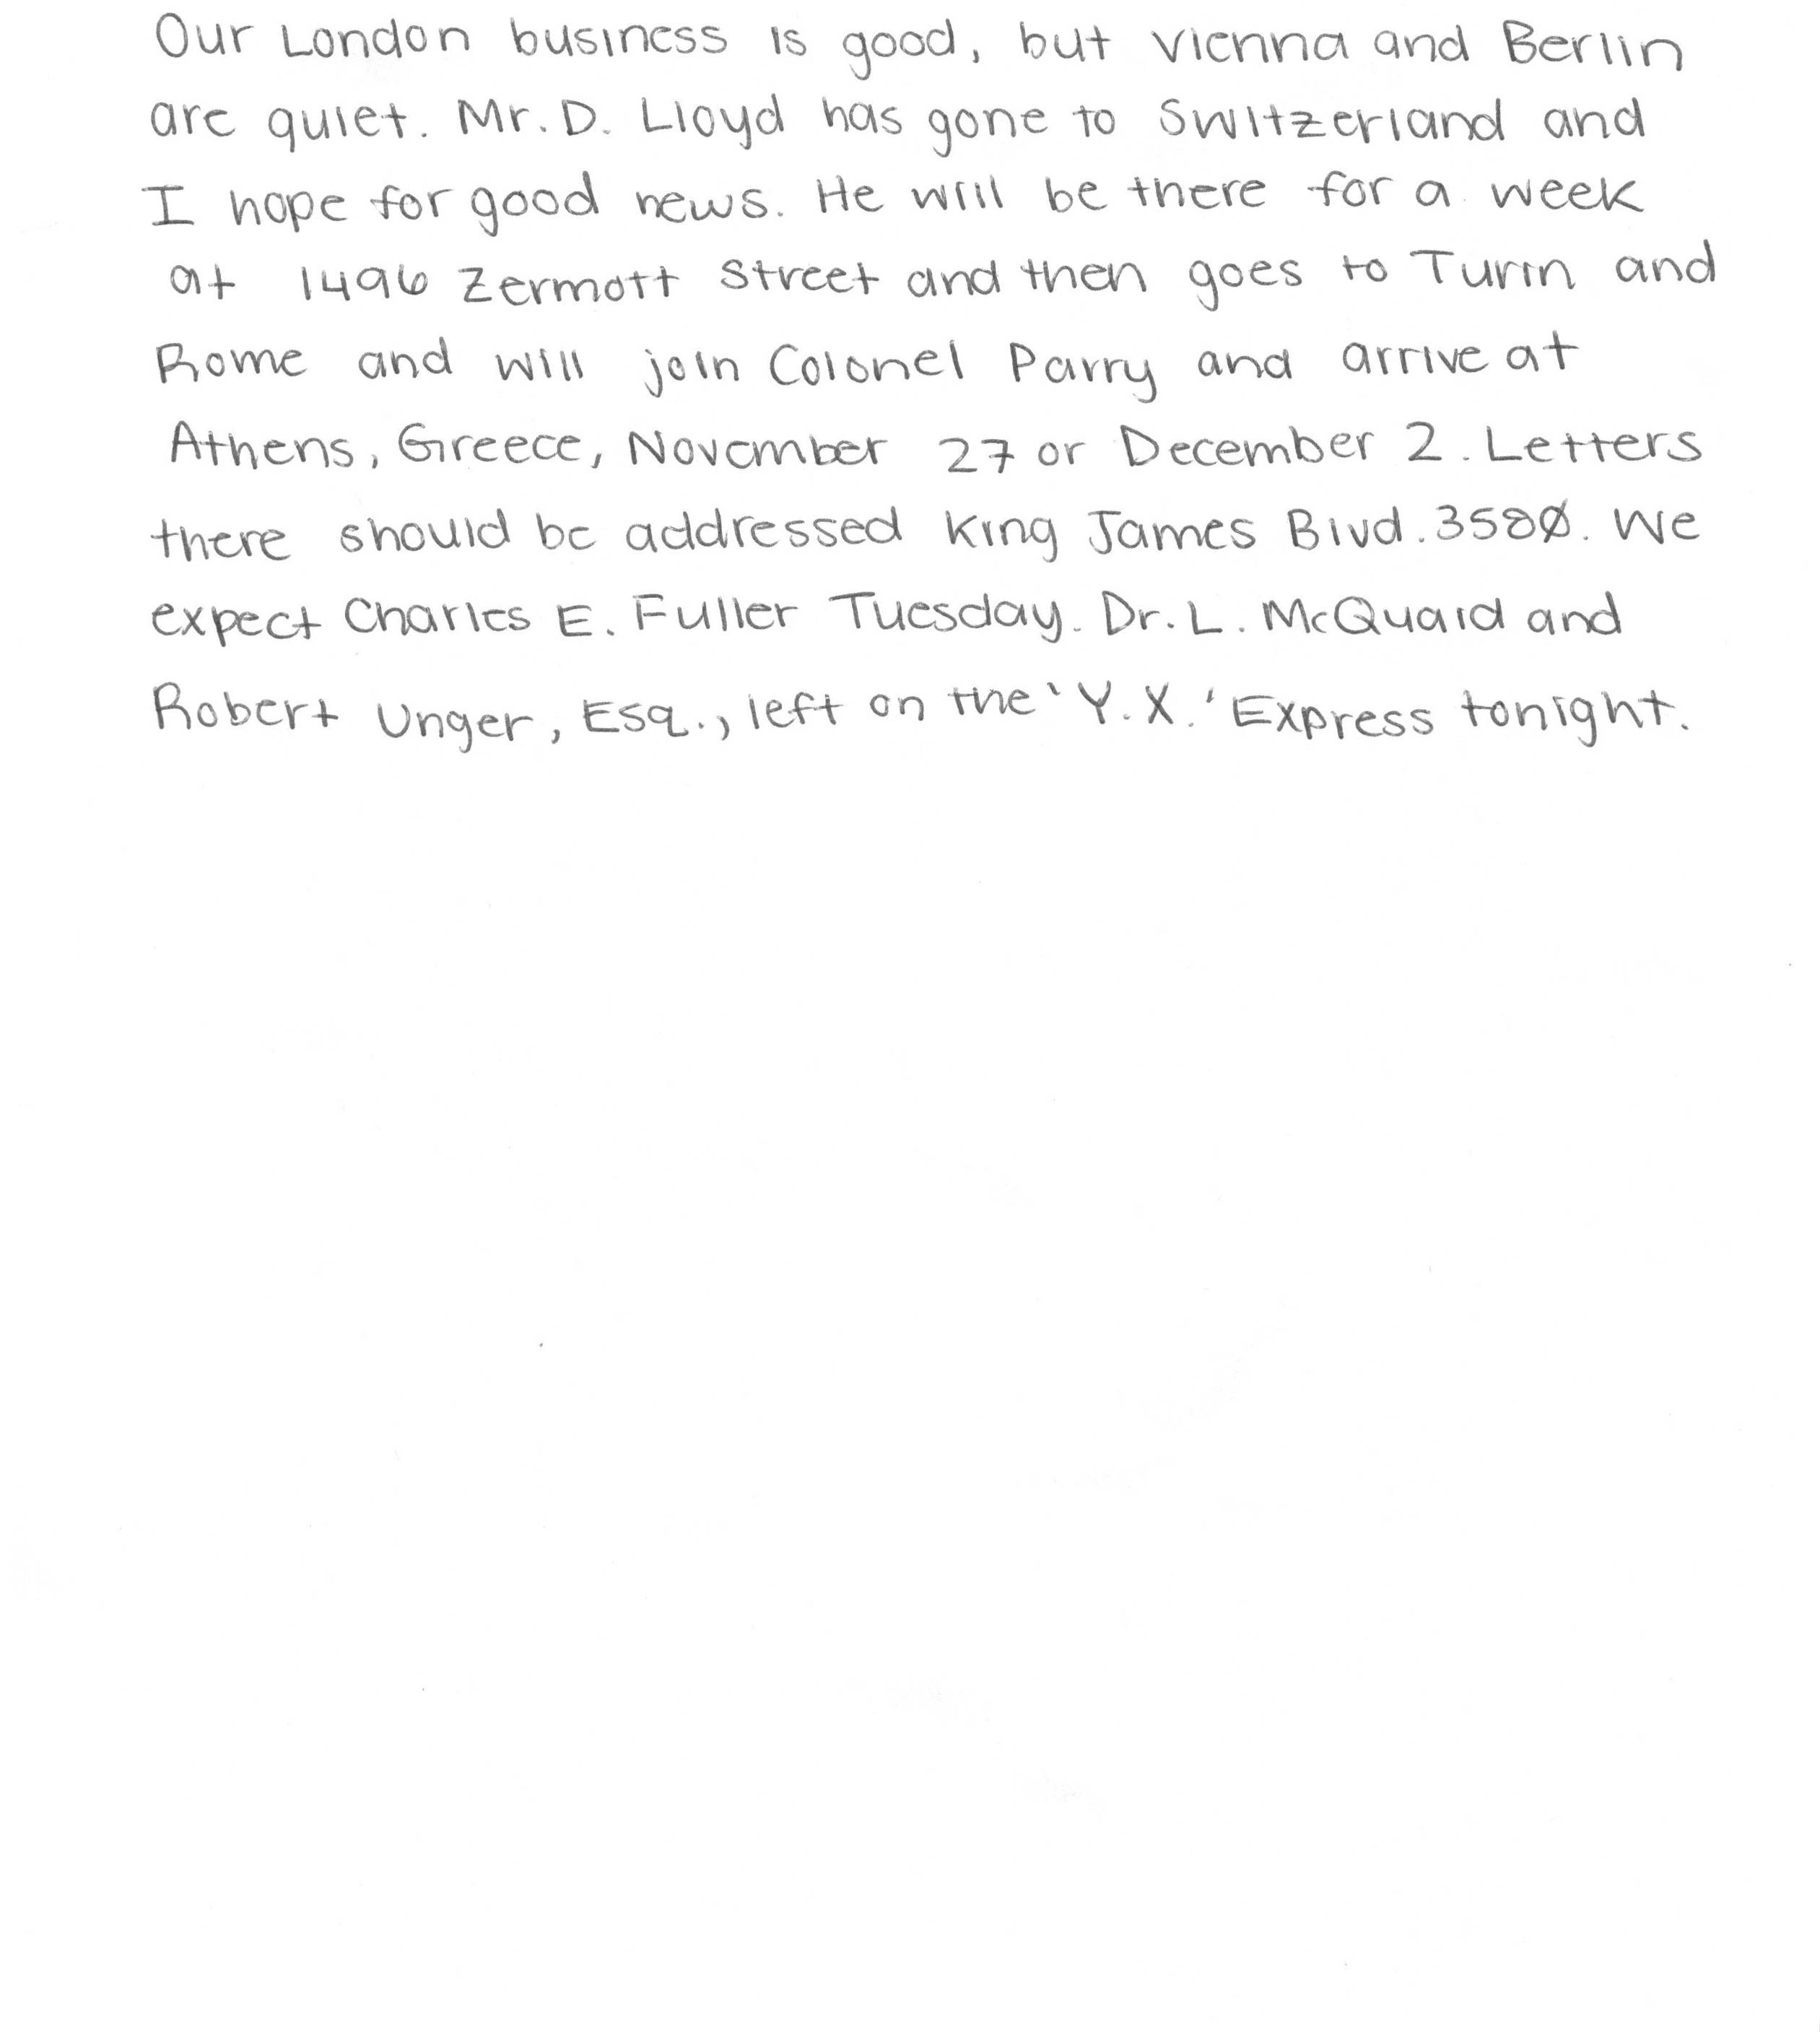 Our London business is good, but Vienna and Berlin
are quiet. Mr. D. Lloyd has gone to Switzerland and
I hope for good news. He will be there for a week
at 1496 Zermott Street and then goes to Turin and
Rome and will join Colonel Parry and arrive at
Athens, Greece, November 27 or December 2. Letters
there should be addressed King James Blvd. 3580. We
expect Charles E. Fuller Tuesday. Dr. L. McQuaid and
Robert Unger, Esq., left on the 'Y.X.' Express tonight.